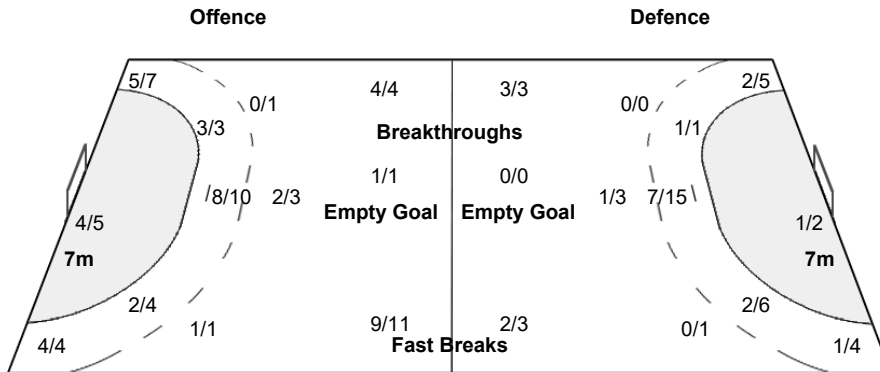 Offence Defence
5/7 4/4 3/3 2/5
0/1 0/0
3/3 Breakthroughs 1/1
1/1 0/0
8/10 2/3 1/3 7/15
Empty Goal Empty Goal
4/5 1/2
7m 7m
2/4 2/6
1/1 9/11 2/3 0/1
4/4 Fast Breaks 1/4